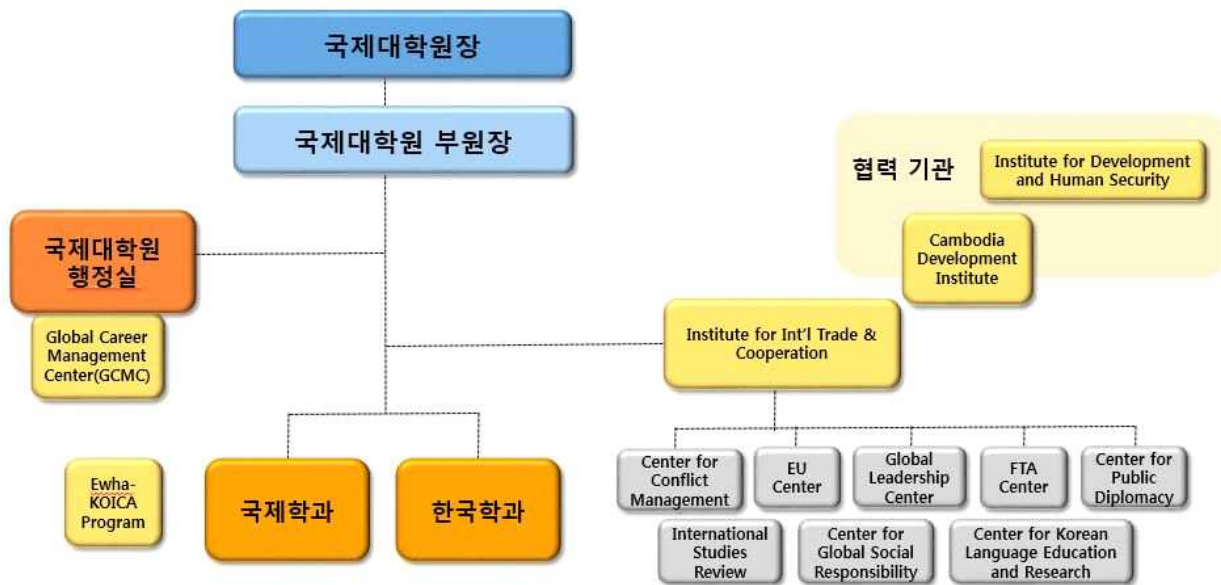 국제대학원장
국제대학원 부원장
협력 기관
Institute for Development
and Human Security
Cambodia
Development
Institute
국제대학원
행정실
Global Career
Management
Center(GCMC)
Institute for Int'l Trade &
Cooperation
Ewha-
KOICA
Program
국제학과
한국학과
Center for
Conflict
Management
EU
Center
Global
Leadership
Center
FTA
Center
Center for
Public
Diplomacy
International
Studies
Review
Center for
Global Social
Responsibility
Center for Korean
Language Education
and Research